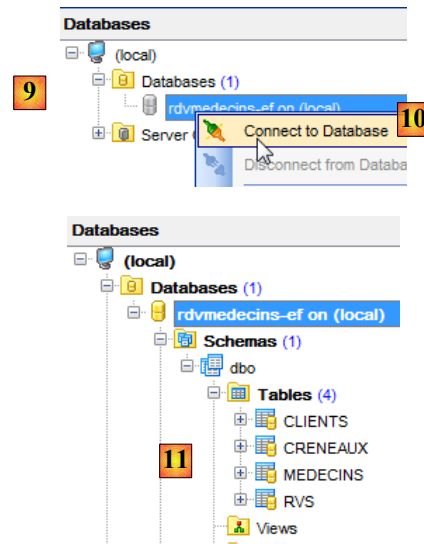 Databases
(local)
9
Databases (1)
rdvmedecins-ef on (local)
10
Connect to Database
Server
Disconnect from Databa
Databases
(local)
Databases (1)
rdvmedecins-ef on (local)
Schemas (1)
dbo
Tables (4)
CLIENTS
CRENEAUX
11
MEDECINS
RVS
Views